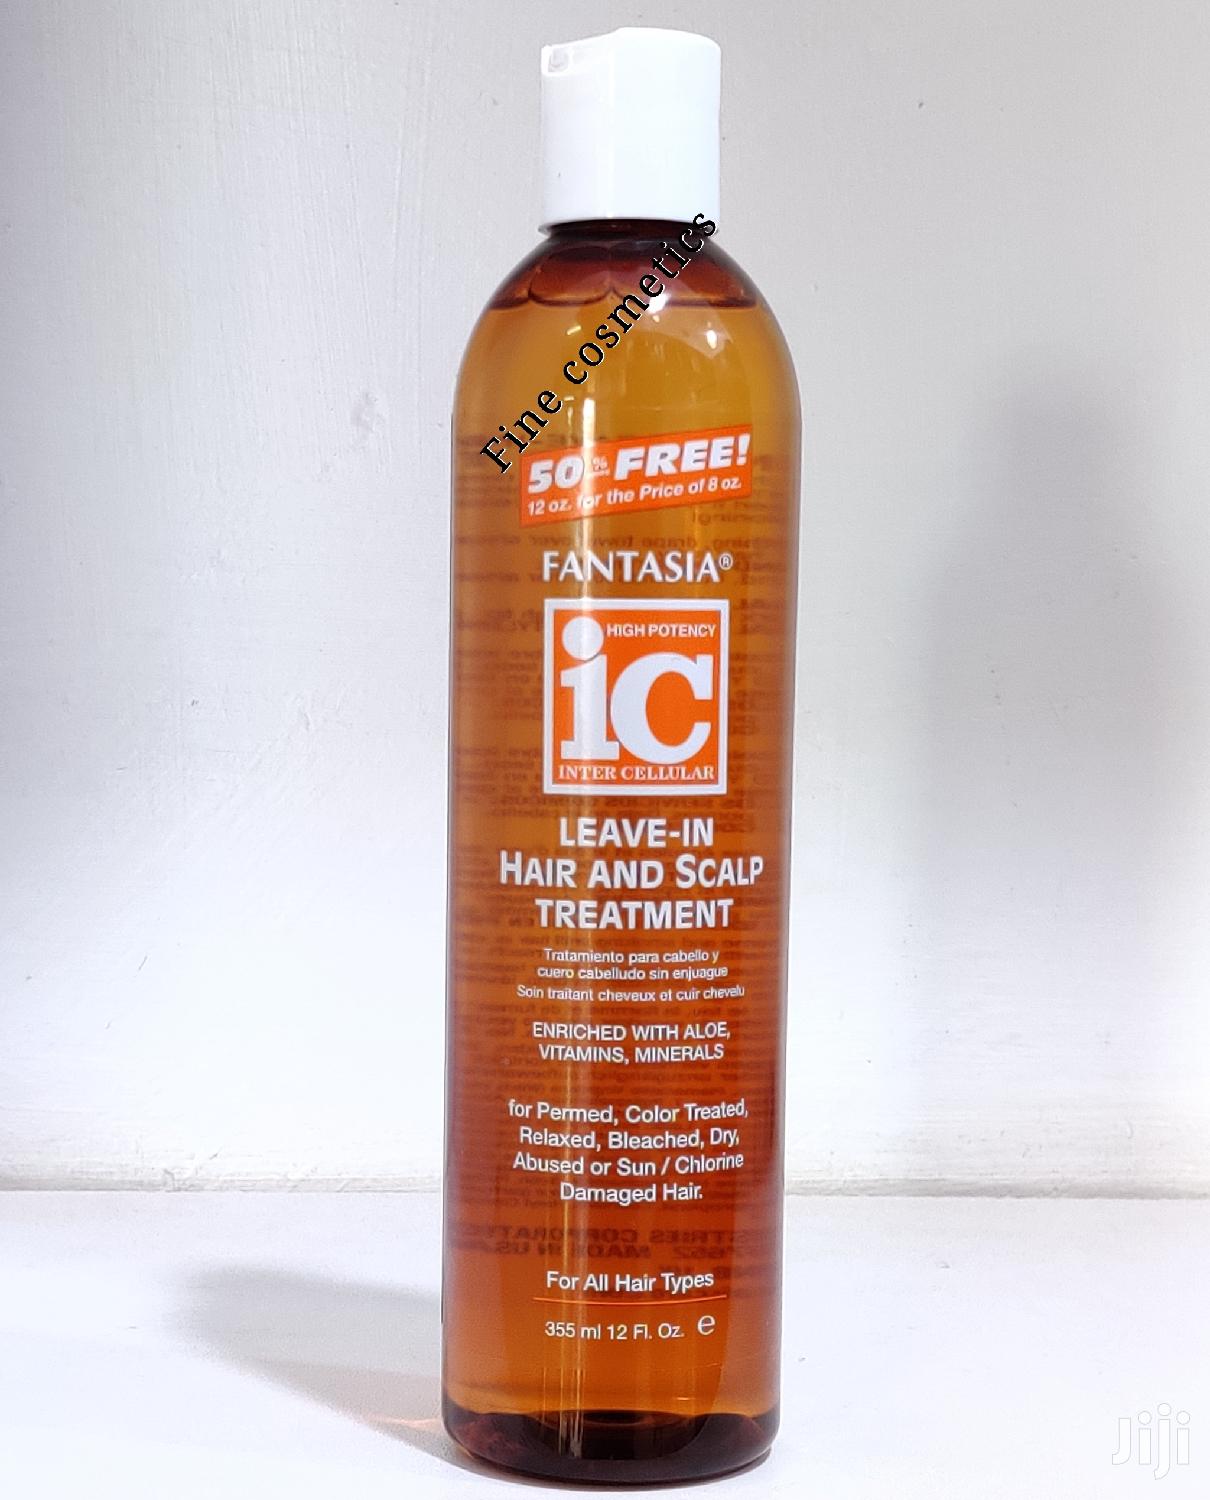 Fine cosmetics
50% FREE!
12 oz. for the Price of 8 oz.
FANTASIA®
HIGH POTENCY
ic
INTER CELLULAR
LEAVE-IN
HAIR AND SCALP
TREATMENT
Tratamiento para cabello y
cuero cabelludo sin enjuague
Soin traitant cheveux et cuir chevelu
ENRICHED WITH ALOE,
VITAMINS, MINERALS
for Permed, Color Treated,
Relaxed, Bleached, Dry,
Abused or Sun / Chlorine
Damaged Hair.
For All Hair Types
355 ml 12 Fl. Oz. ℮
Jiji